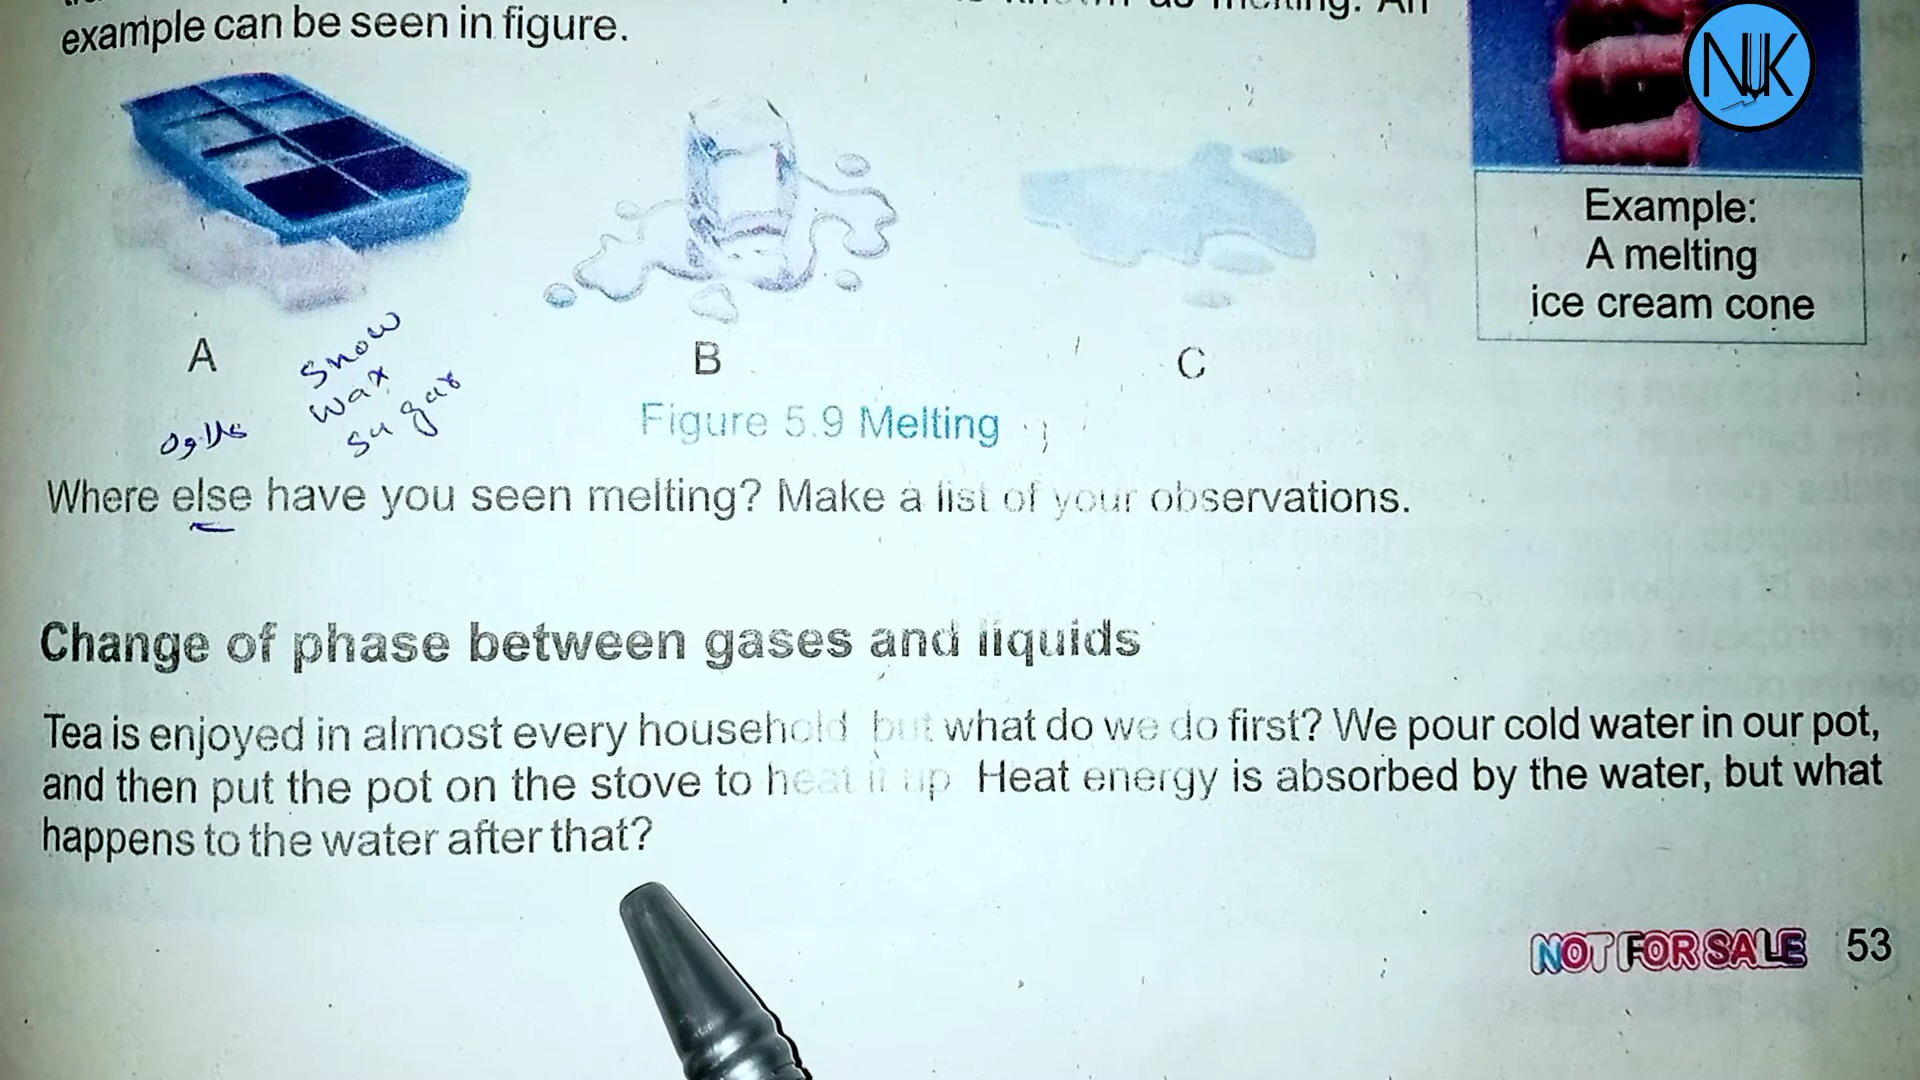 example can be seen in figure.
NUK
Example:
A melting
ice cream cone
A
B
C
snow
wax
sugar
Figure 5.9 Melting
Where else have you seen melting? Make a list of your observations.
Change of phase between gases and liquids
Tea is enjoyed in almost every household but what do we do first? We pour cold water in our pot,
and then put the pot on the stove to heat it up Heat energy is absorbed by the water, but what
happens to the water after that?
NOT FOR SALE 53